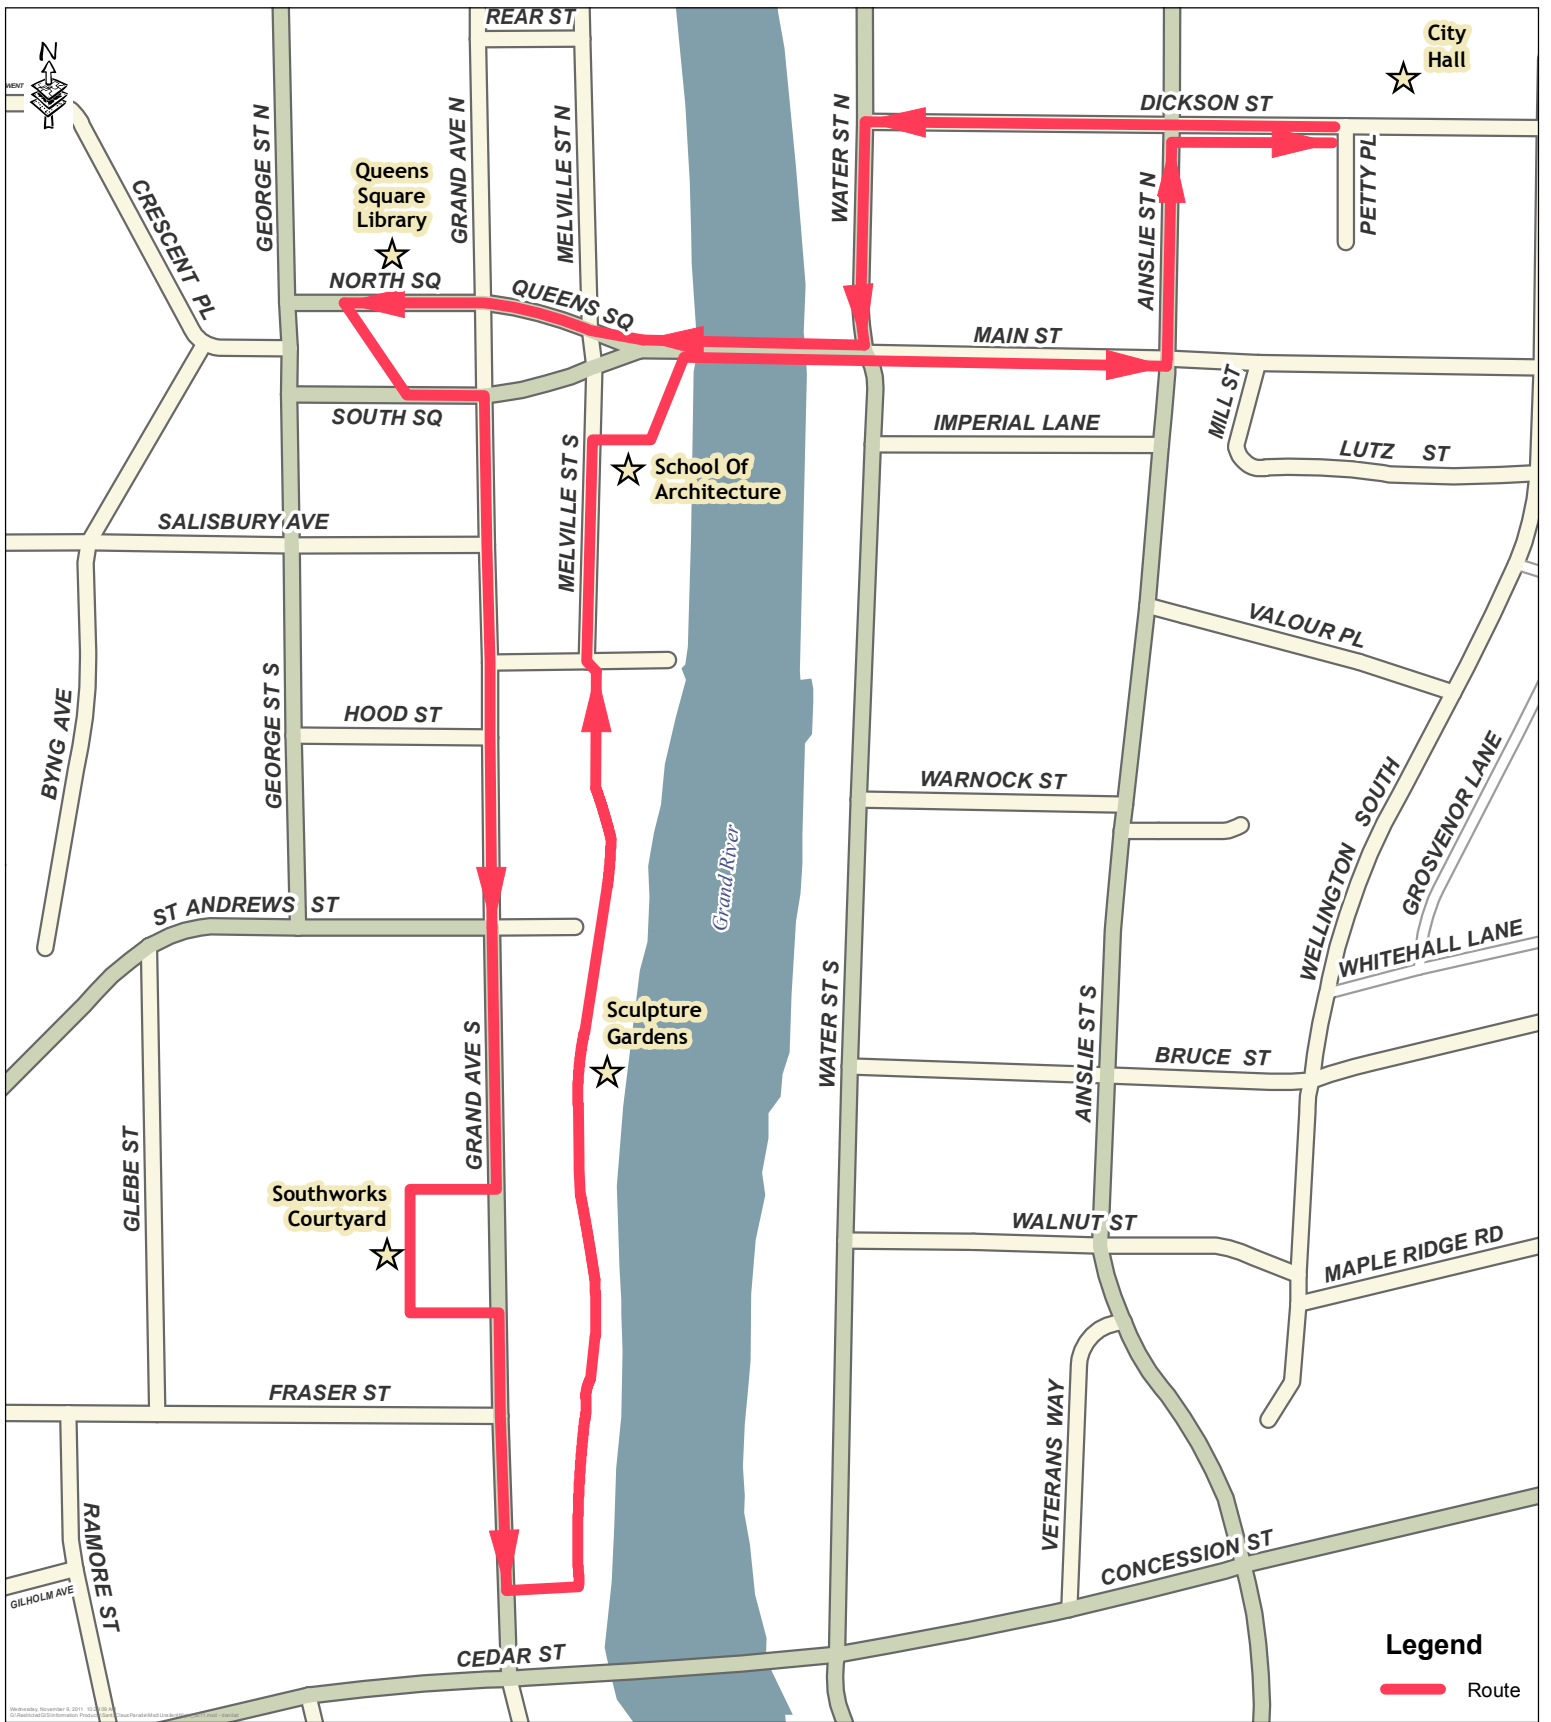 REAR ST
City
Hall
N
DICKSON ST
GEORGE ST N
GRAND AVE N
MELVILLE ST N
WATER ST N
PETTY PL
Queens
Square
Library
CRESCENT PL
AINSLIE ST N
NORTH SQ
QUEENS SQ
MAIN ST
SOUTH SQ
IMPERIAL LANE
MILL ST
LUTZ ST
School Of
Architecture
MELVILLE ST S
SALISBURY AVE
VALOUR PL
BYNG AVE
GEORGE ST S
HOOD ST
WARNOCK ST
WELLINGTON SOUTH
GROSVENOR LANE
Grand River
ST ANDREWS ST
WHITEHALL LANE
Sculpture
Gardens
WATER ST S
AINSLIE ST S
GRAND AVE S
BRUCE ST
GLEBE ST
Southworks
Courtyard
WALNUT ST
MAPLE RIDGE RD
FRASER ST
VETERANS WAY
RAMORE ST
CONCESSION ST
GILHOLM AVE
CEDAR ST
Legend
Route